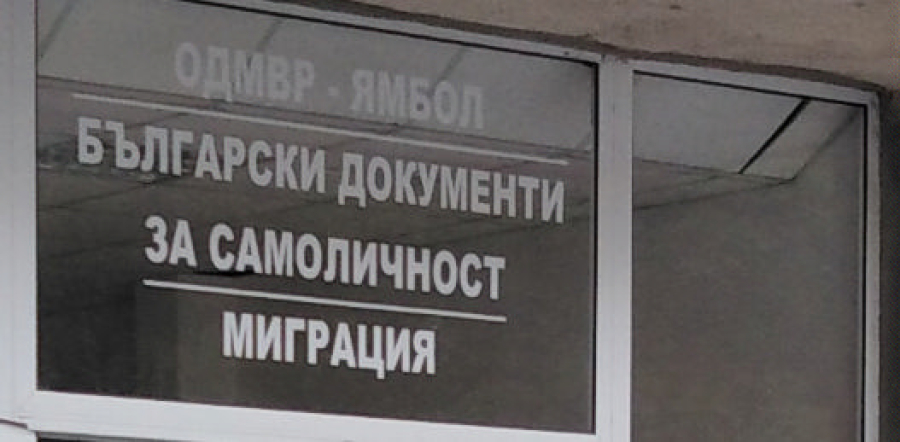 ОДМВР - ЯМБОЛ
БЪЛГАРСКИ ДОКУМЕНТИ
ЗА САМОЛИЧНОСТ
МИГРАЦИЯ